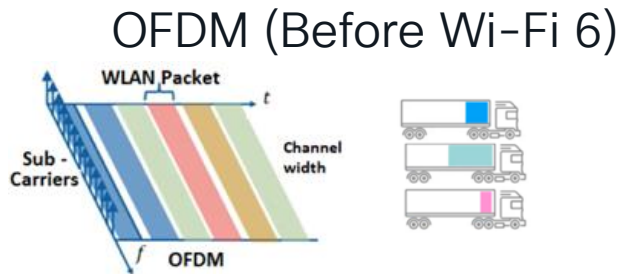 OFDM (Before Wi-Fi 6)
WLAN Packet
t
Sub -
Carriers
Channel
width
f
OFDM